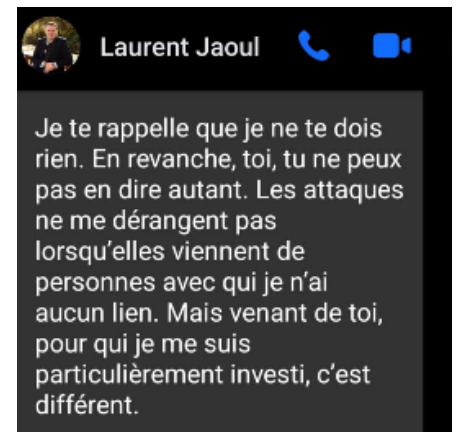 Laurent Jaoul
Je te rappelle que je ne te dois
rien. En revanche, toi, tu ne peux
pas en dire autant. Les attaques
ne me dérangent pas
lorsqu'elles viennent de
personnes avec qui je n'ai
aucun lien. Mais venant de toi,
pour qui je me suis
particulièrement investi, c'est
différent.